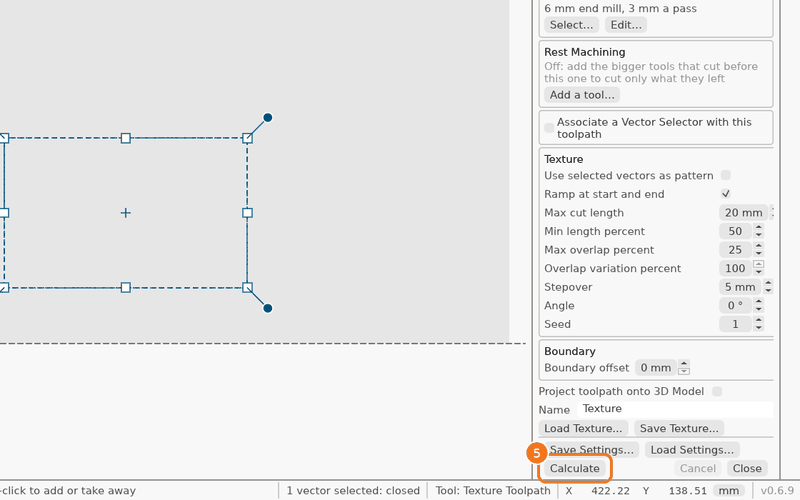 6 mm end mill, 3 mm a pass
Select... Edit...
Rest Machining
Off: add the bigger tools that cut before
this one to cut only what they left
Add a tool...
Associate a Vector Selector with this
toolpath
Texture
Use selected vectors as pattern
Ramp at start and end
Max cut length 20 mm
Min length percent 50
Max overlap percent 25
Overlap variation percent 100
Stepover 5 mm
Angle 0 °
Seed 1
Boundary
Boundary offset 0 mm
Project toolpath onto 3D Model
Name Texture
Load Texture... Save Texture...
Save Settings... Load Settings...
5
Calculate Cancel Close
-click to add or take away 1 vector selected: closed Tool: Texture Toolpath X 422.22 Y 138.51 mm v0.6.9